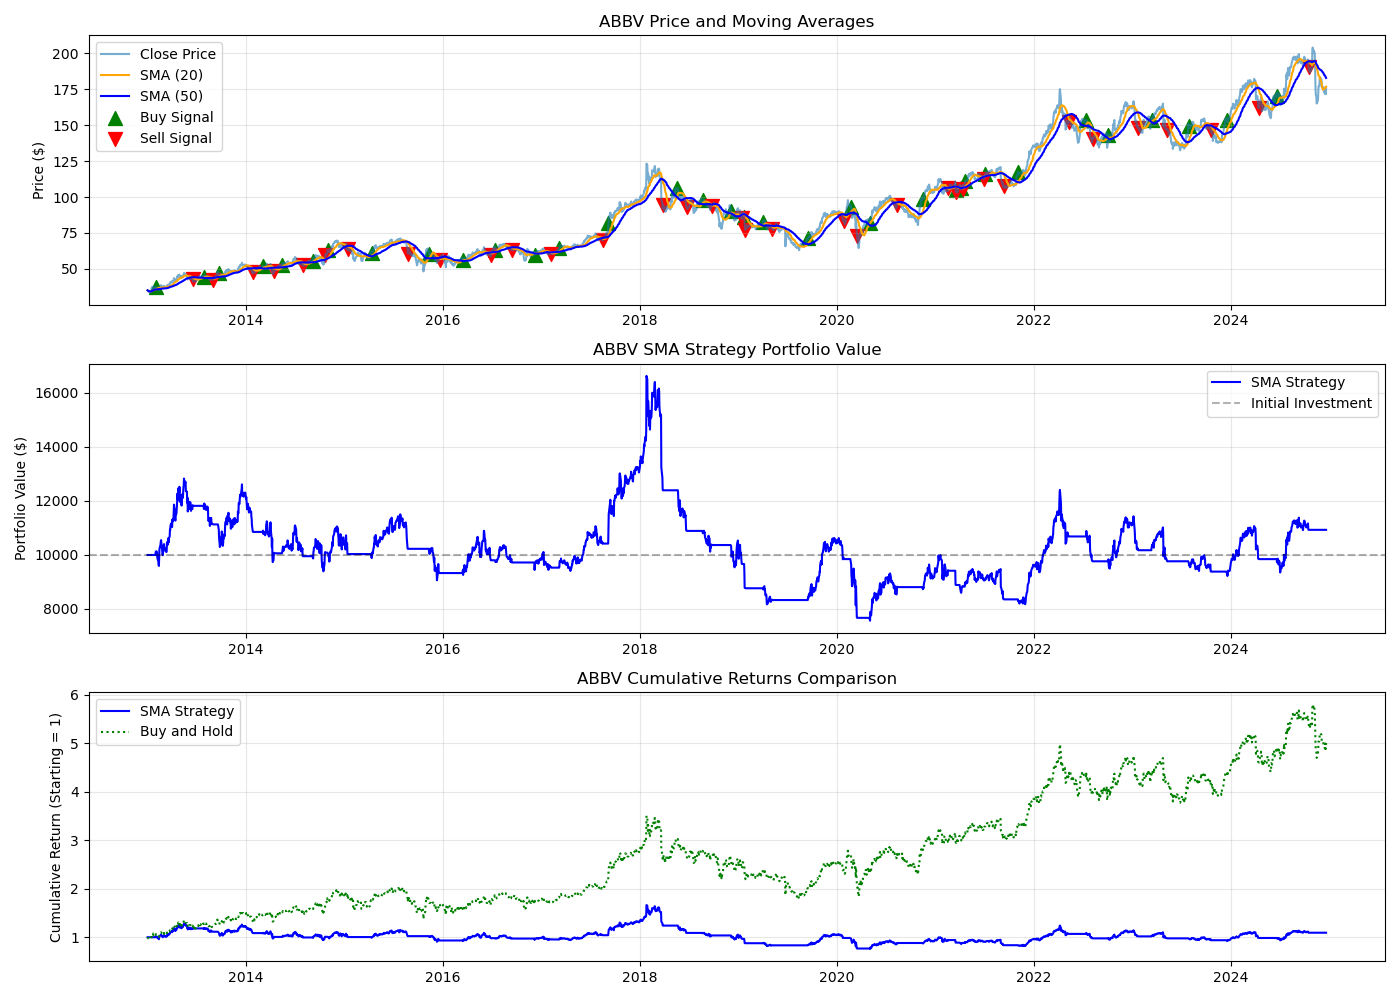 ABBV Price and Moving Averages
Price ($)
200
175
150
125
100
75
50
Close Price
SMA (20)
SMA (50)
Buy Signal
Sell Signal
2014 2016 2018 2020 2022 2024
ABBV SMA Strategy Portfolio Value
Portfolio Value ($)
16000
14000
12000
10000
8000
SMA Strategy
Initial Investment
2014 2016 2018 2020 2022 2024
ABBV Cumulative Returns Comparison
Cumulative Return (Starting = 1)
6
5
4
3
2
1
SMA Strategy
Buy and Hold
2014 2016 2018 2020 2022 2024